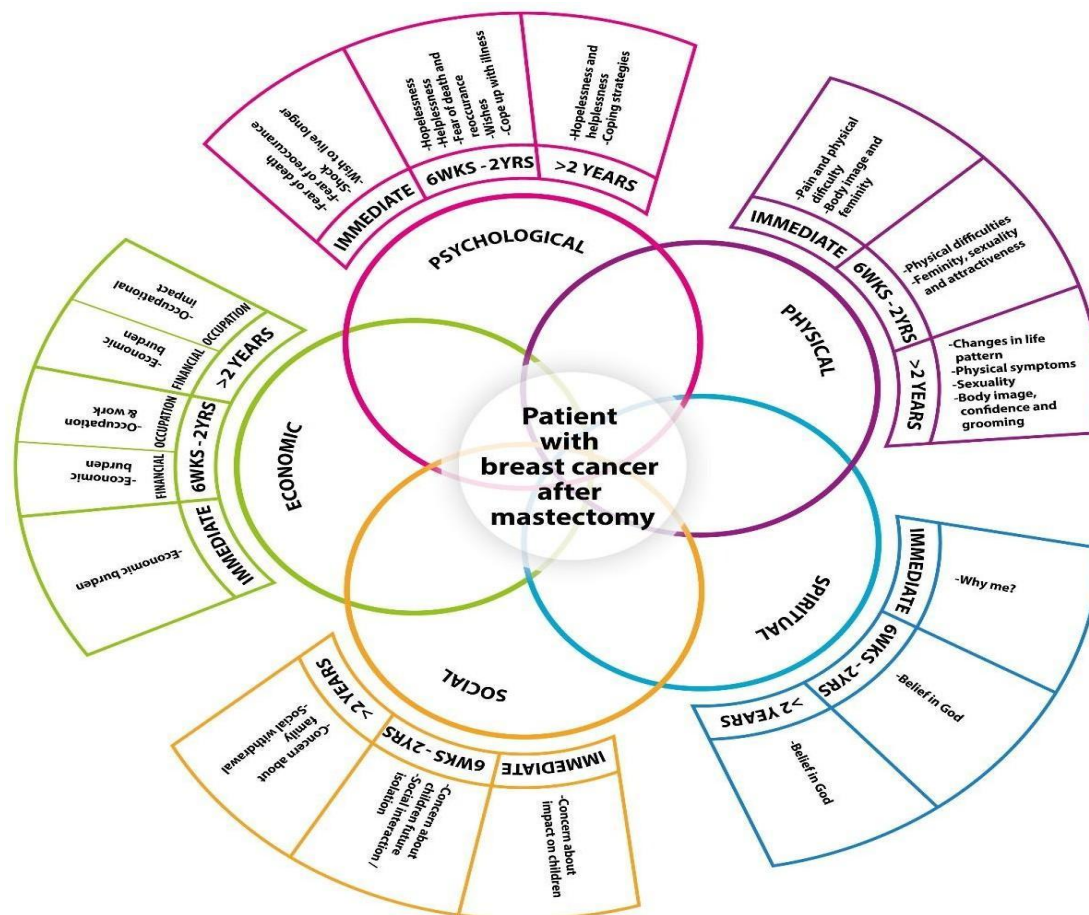 Patient
with
breast cancer
after
mastectomy
PSYCHOLOGICAL
IMMEDIATE
-Fear of death
-Shock
-Fear of reoccurance
-Wish to live longer
6WKS - 2YRS
-Hopelessness
-Helplessness
-Fear of death and
reoccurance
-Wishes
-Cope up with illness
>2 YEARS
-Hopelessness and
helplessness
-Coping strategies
PHYSICAL
IMMEDIATE
-Pain and physical
dificulty
-Body image and
feminity
6WKS - 2YRS
-Physical difficulties
-Feminity, sexuality
and attractiveness
>2 YEARS
-Changes in life
pattern
-Physical symptoms
-Sexuality
-Body image,
confidence and
grooming
SPIRITUAL
IMMEDIATE
-Why me?
6WKS - 2YRS
-Belief in God
>2 YEARS
-Belief in God
SOCIAL
IMMEDIATE
-Concern about
impact on children
6WKS - 2YRS
-Concern about
children future
-Social interaction /
isolation
>2 YEARS
-Concern about
family
-Social withdrawal
ECONOMIC
IMMEDIATE
-Economic burden
6WKS - 2YRS
FINANCIAL
-Economic
burden
OCCUPATION
-Occupation
& work
>2 YEARS
FINANCIAL
-Economic
burden
OCCUPATION
-Occupational
impact